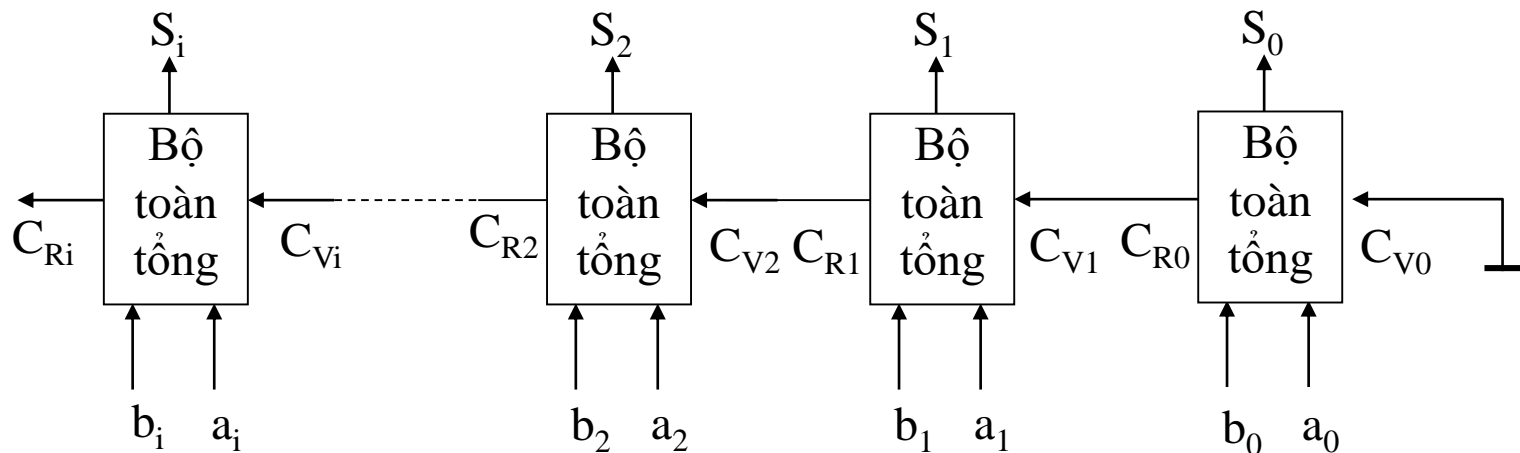 S_i S_2 S_1 S_0
Bộ Bộ Bộ Bộ
toàn toàn toàn toàn
tổng tổng tổng tổng
C_Ri C_Vi C_R2 C_V2 C_R1 C_V1 C_R0 C_V0
b_i a_i b_2 a_2 b_1 a_1 b_0 a_0